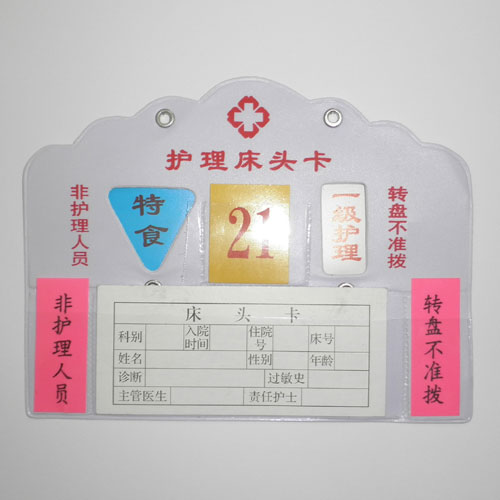 护理床头卡
非护理人员
特食
21
一级护理
转盘不准拨
非护理人员
转盘不准拨
床 头 卡
科别 入院时间 住院号 床号
姓名 性别 年龄
诊断 过敏史
主管医生 责任护士